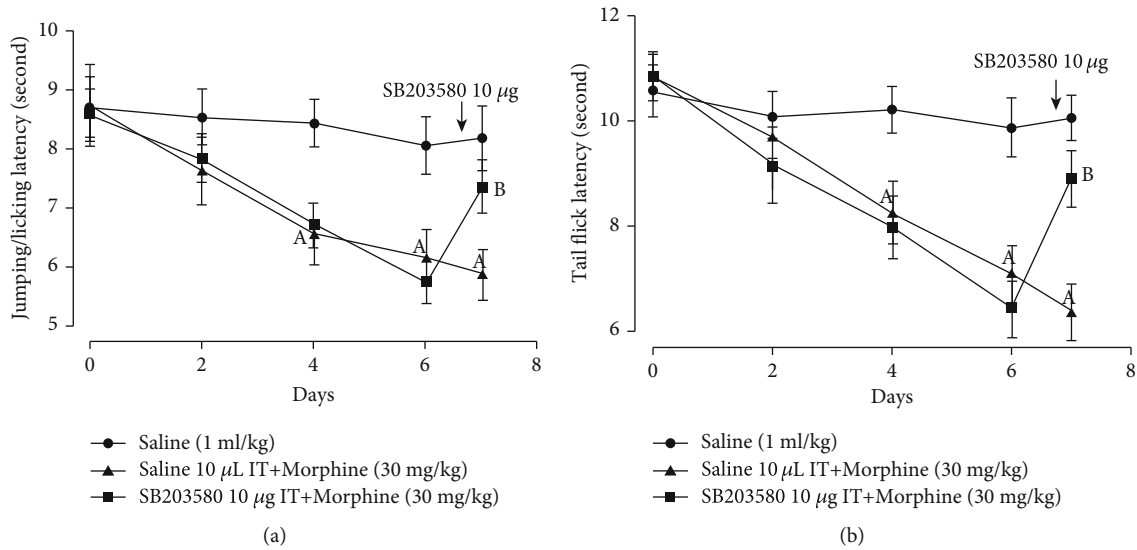 Jumping/licking latency (second)
10
9
8
7
6
5
SB203580 10 μg
B
A
A
A
0
2
4
6
8
Days
Saline (1 ml/kg)
Saline 10 μL IT+Morphine (30 mg/kg)
SB203580 10 μg IT+Morphine (30 mg/kg)
(a)
Tail flick latency (second)
12
10
8
6
SB203580 10 μg
B
A
A
A
0
2
4
6
8
Days
Saline (1 ml/kg)
Saline 10 μL IT+Morphine (30 mg/kg)
SB203580 10 μg IT+Morphine (30 mg/kg)
(b)